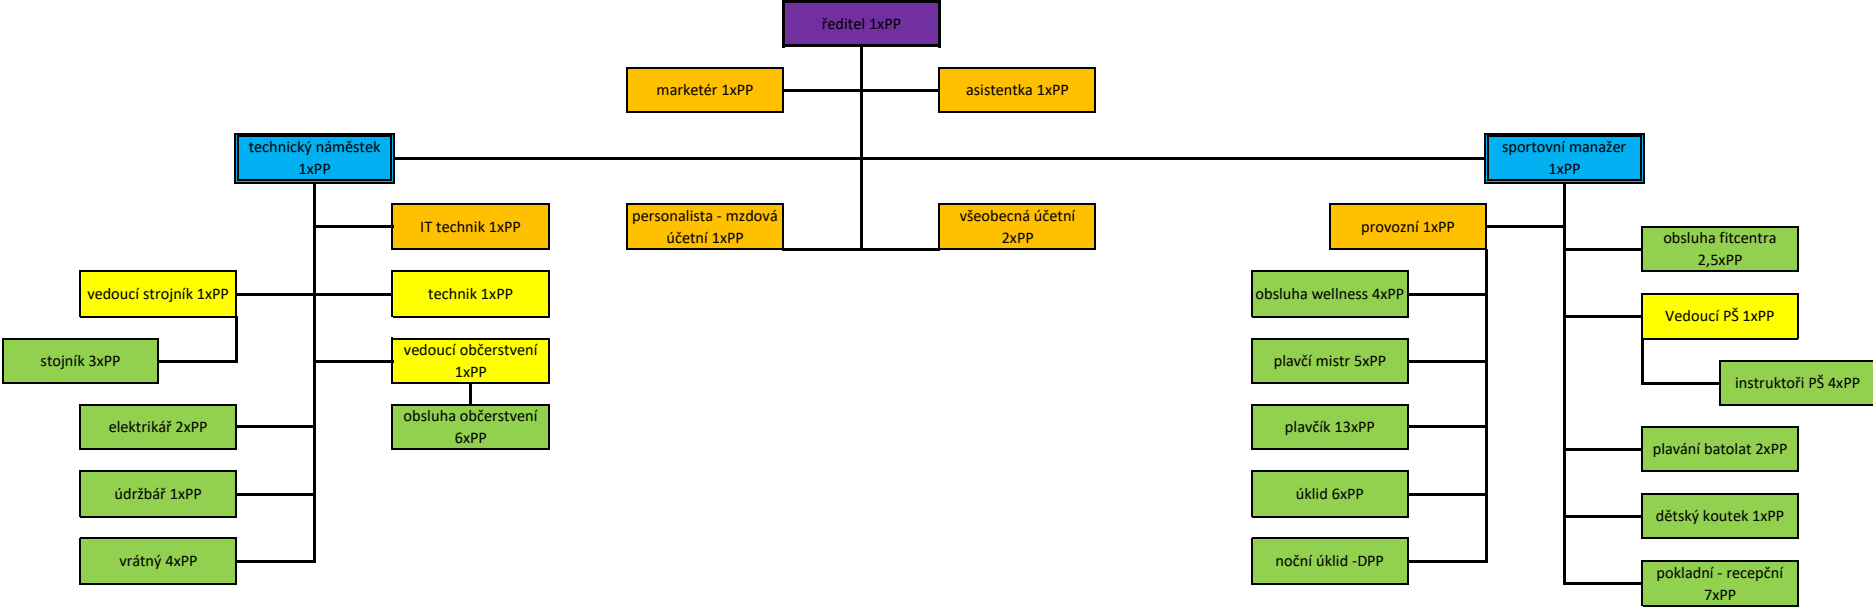 ředitel 1xPP
marketér 1xPP
asistentka 1xPP
technický náměstek
1xPP
sportovní manažer
1xPP
IT technik 1xPP
personalista - mzdová
účetní 1xPP
všeobecná účetní
2xPP
provozní 1xPP
obsluha fitcentra
2,5xPP
vedoucí strojník 1xPP
technik 1xPP
obsluha wellness 4xPP
Vedoucí PŠ 1xPP
stojník 3xPP
vedoucí občerstvení
1xPP
plavčí mistr 5xPP
instruktoři PŠ 4xPP
elektrikář 2xPP
obsluha občerstvení
6xPP
plavčík 13xPP
plavání batolat 2xPP
údržbář 1xPP
úklid 6xPP
dětský koutek 1xPP
vrátný 4xPP
noční úklid -DPP
pokladní - recepční
7xPP